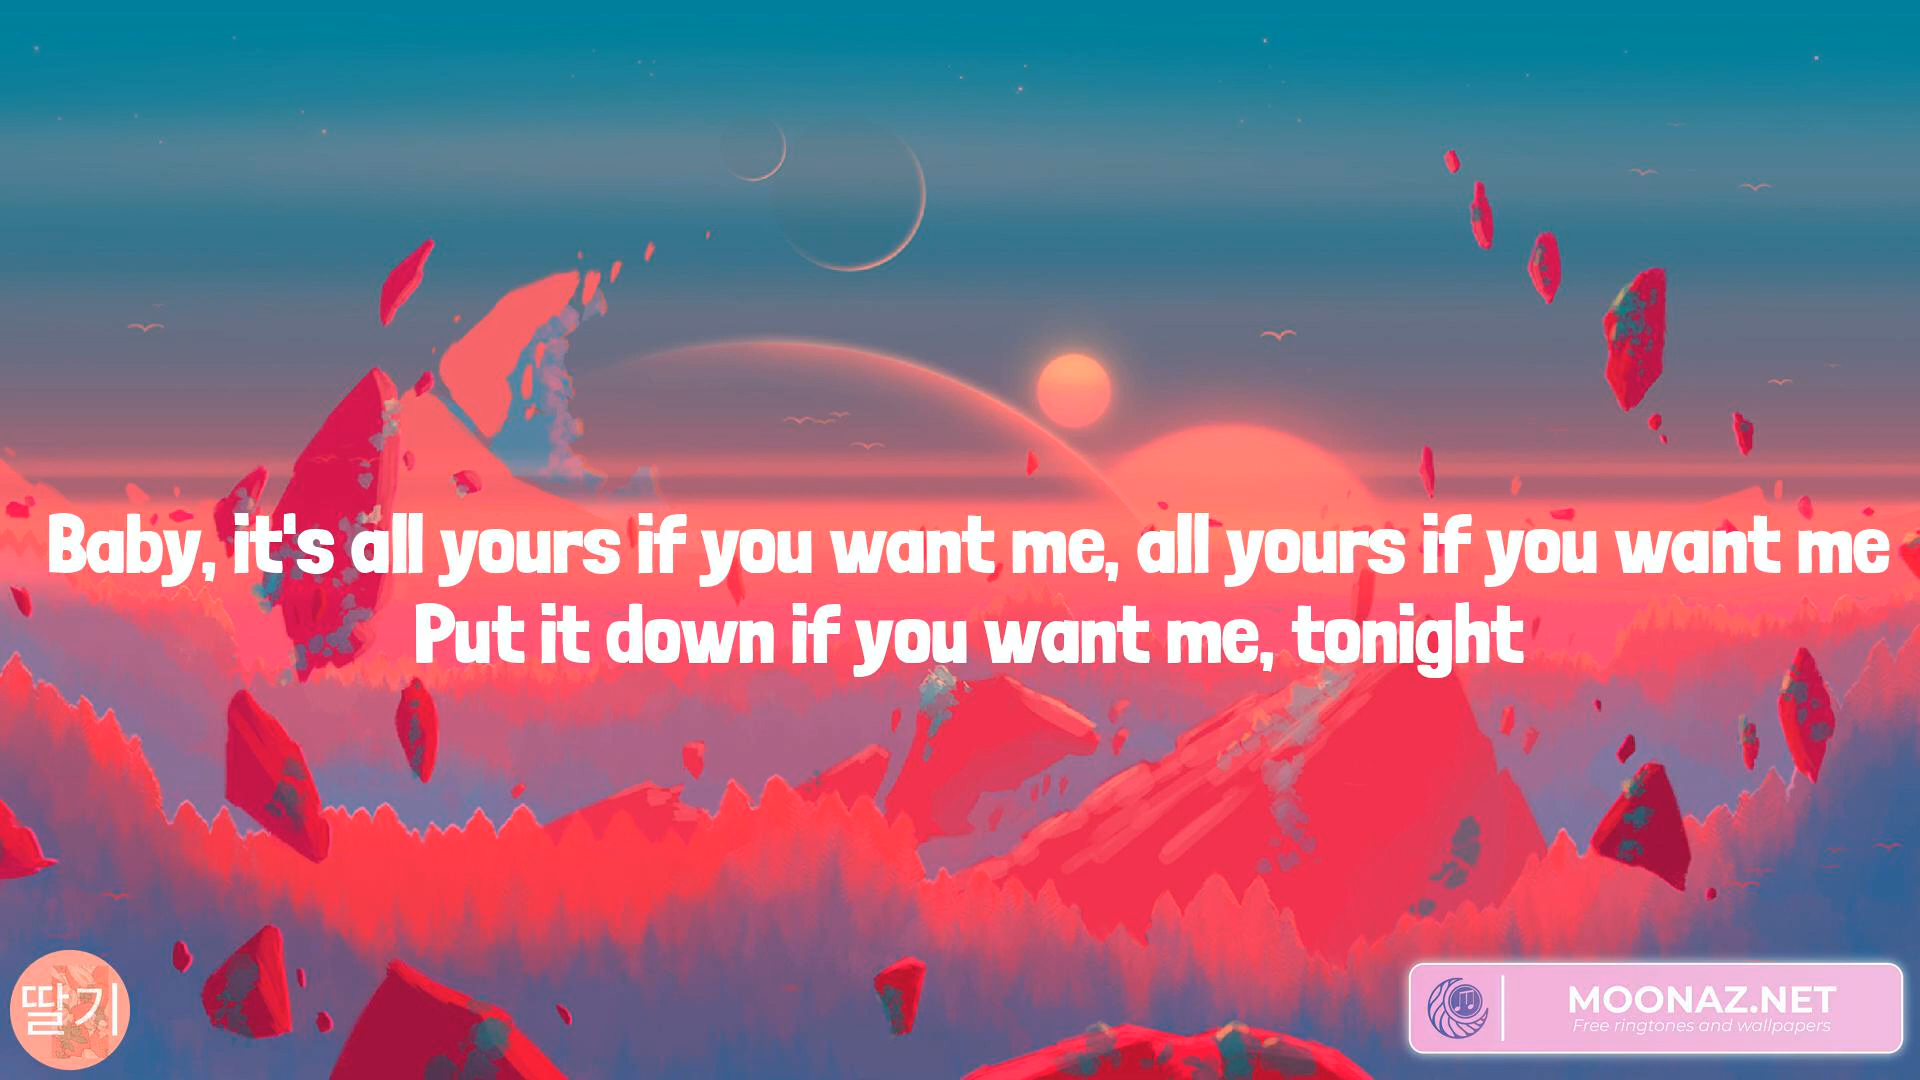 Baby, it's all yours if you want me, all yours if you want me
Put it down if you want me, tonight
딸기
MOONAZ.NET
Free ringtones and wallpapers